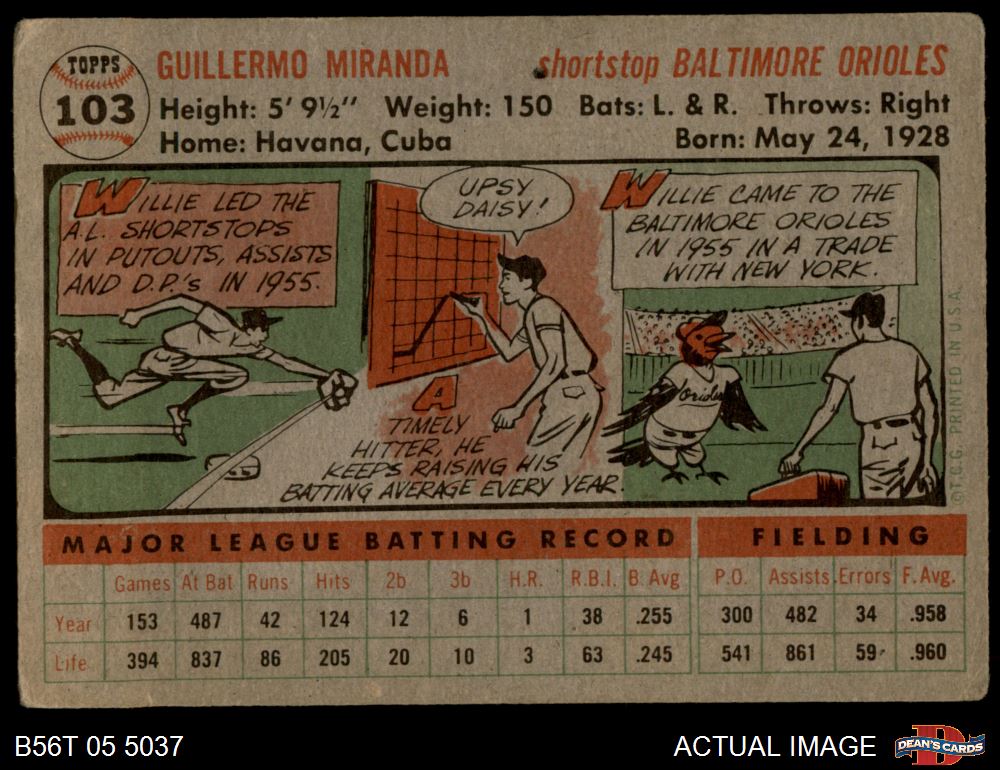 TOPPS
103
GUILLERMO MIRANDA shortstop BALTIMORE ORIOLES
Height: 5' 9½" Weight: 150 Bats: L. & R. Throws: Right
Home: Havana, Cuba Born: May 24, 1928
WILLIE LED THE
A.L. SHORTSTOPS
IN PUTOUTS, ASSISTS
AND D.P.'s IN 1955.
UPSY
DAISY!
A
TIMELY
HITTER, HE
KEEPS RAISING HIS
BATTING AVERAGE EVERY YEAR.
WILLIE CAME TO THE
BALTIMORE ORIOLES
IN 1955 IN A TRADE
WITH NEW YORK.
Orioles
©T.C.G. PRINTED IN U.S.A.
MAJOR LEAGUE BATTING RECORD FIELDING
Games At Bat Runs Hits 2b 3b H.R. R.B.I. B. Avg P.O. Assists Errors F. Avg.
Year 153 487 42 124 12 6 1 38 .255 300 482 34 .958
Life 394 837 86 205 20 10 3 63 .245 541 861 59 .960
B56T 05 5037 ACTUAL IMAGE
D
DEAN'S CARDS